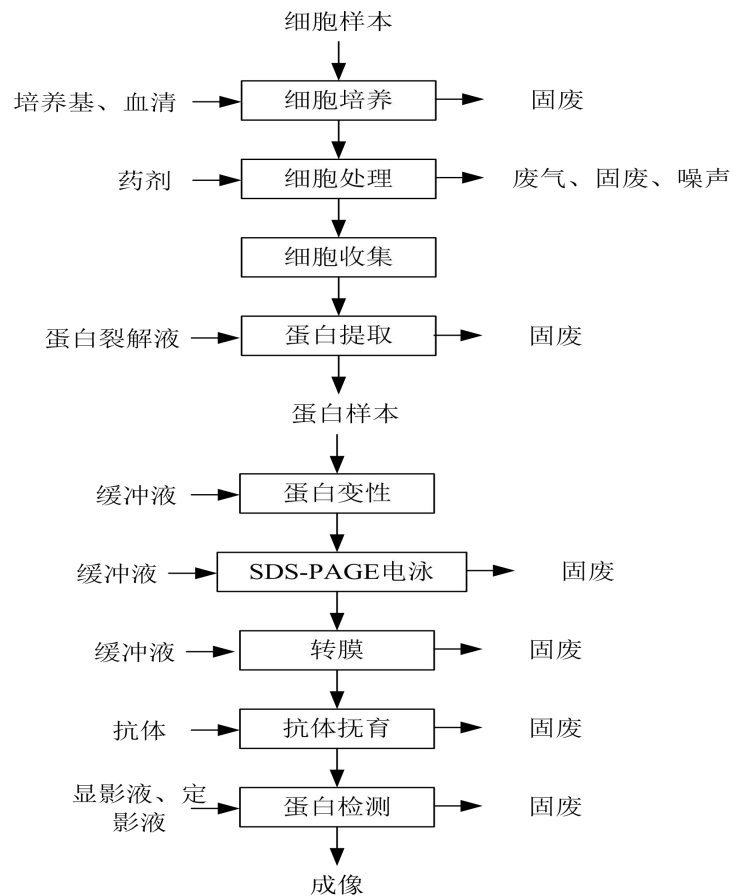 细胞样本
培养基、血清
细胞培养
固废
药剂
细胞处理
废气、固废、噪声
细胞收集
蛋白裂解液
蛋白提取
固废
蛋白样本
缓冲液
蛋白变性
缓冲液
SDS-PAGE电泳
固废
缓冲液
转膜
固废
抗体
抗体抚育
固废
显影液、定
影液
蛋白检测
固废
成像